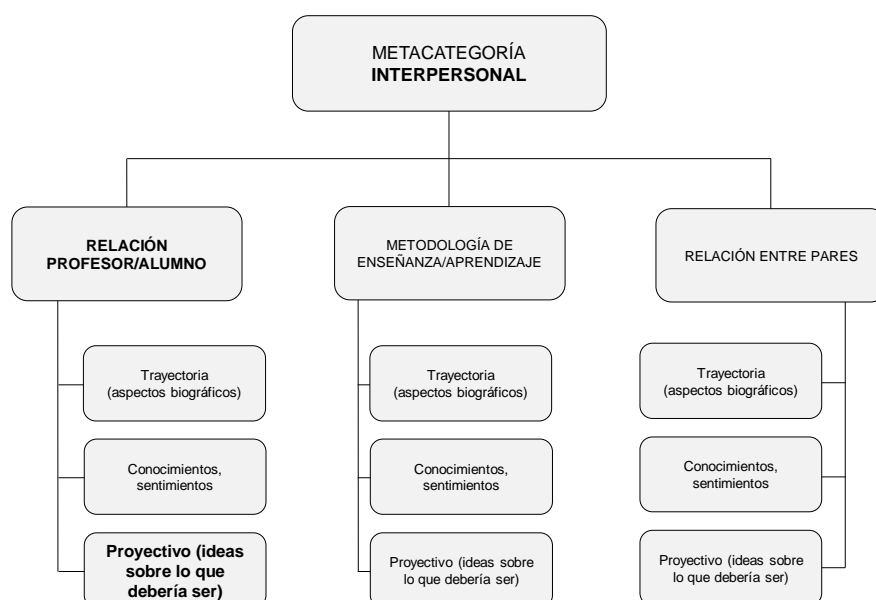 METACATEGORÍA
INTERPERSONAL
RELACIÓN
PROFESOR/ALUMNO
METODOLOGÍA DE
ENSEÑANZA/APRENDIZAJE
RELACIÓN ENTRE PARES
Trayectoria
(aspectos biográficos)
Conocimientos,
sentimientos
Proyectivo (ideas
sobre lo que
debería ser)
Trayectoria
(aspectos biográficos)
Conocimientos,
sentimientos
Proyectivo (ideas sobre
lo que debería ser)
Trayectoria
(aspectos biográficos)
Conocimientos,
sentimientos
Proyectivo (ideas sobre
lo que debería ser)